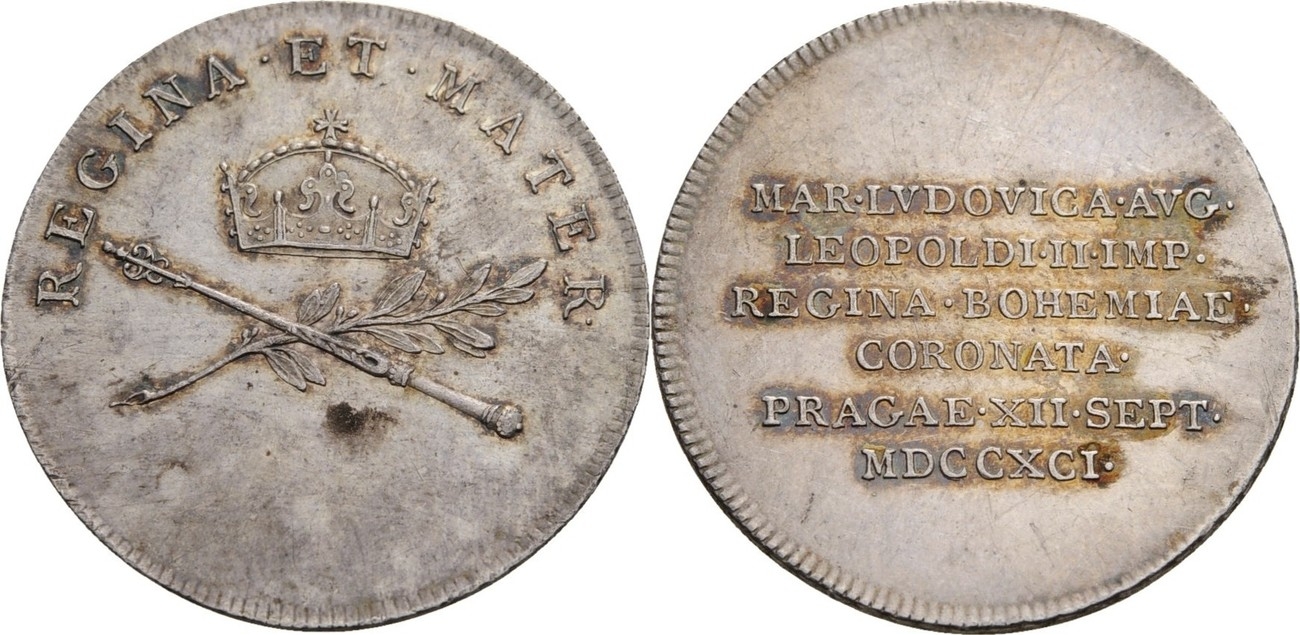 REGINA · ET · MATER ·
MAR·LVDOVICA·AVG·
LEOPOLDI·II·IMP·
REGINA·BOHEMIAE·
CORONATA·
PRAGAE·XII·SEPT·
MDCCXCI·